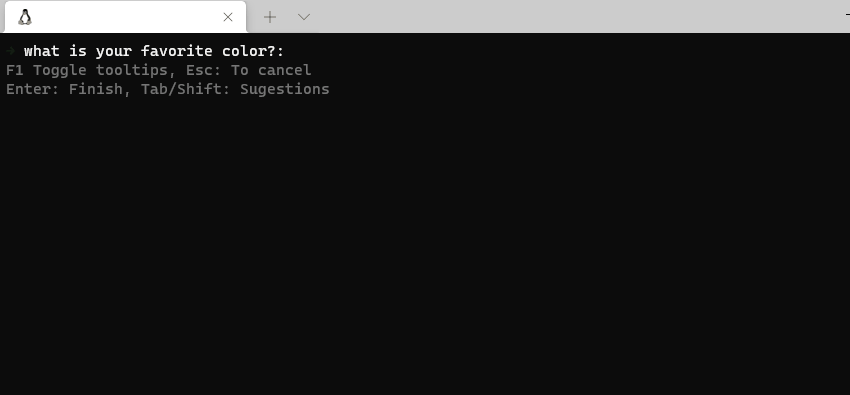 → what is your favorite color?:
F1 Toggle tooltips, Esc: To cancel
Enter: Finish, Tab/Shift: Sugestions